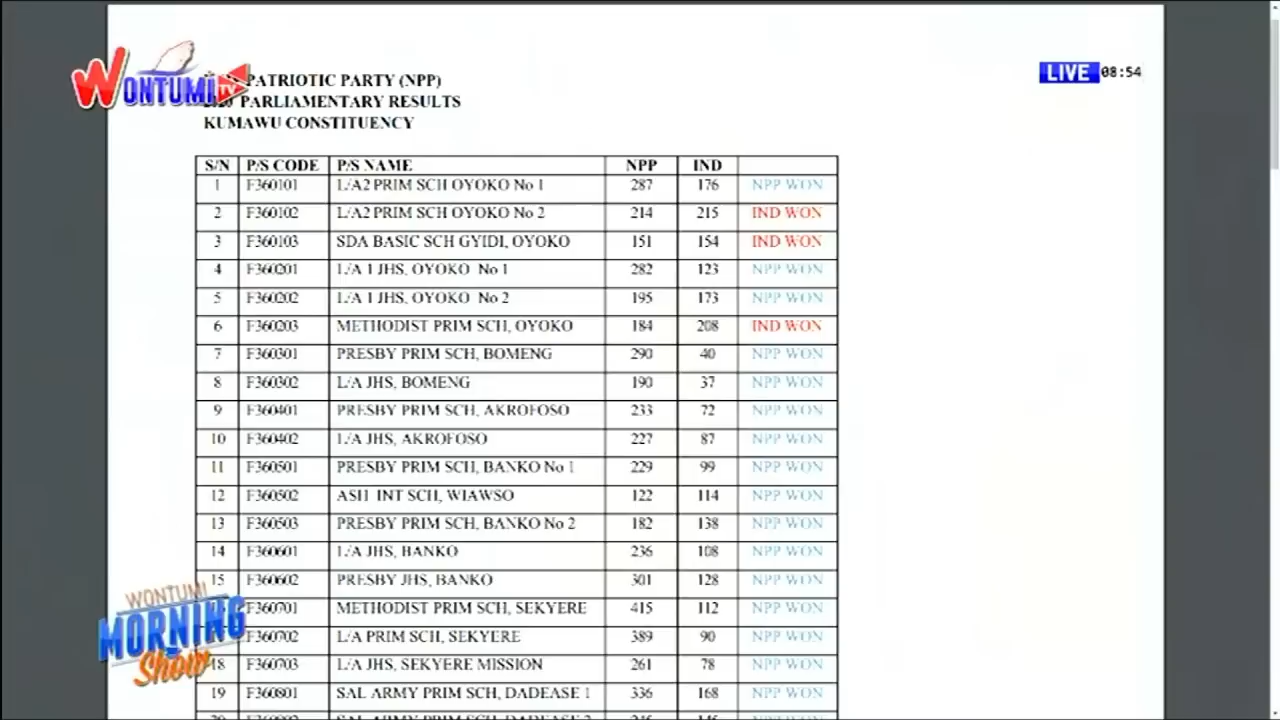 WONTUMI TV
LIVE 08:54
PATRIOTIC PARTY (NPP)
PARLIAMENTARY RESULTS
KUMAWU CONSTITUENCY
S/N P/S CODE P/S NAME NPP IND
1 F360101 L/A2 PRIM SCH OYOKO No 1 287 176 NPP WON
2 F360102 L/A2 PRIM SCH OYOKO No 2 214 215 IND WON
3 F360103 SDA BASIC SCH GYIDI, OYOKO 151 154 IND WON
4 F360201 L/A 1 JHS, OYOKO No 1 282 123 NPP WON
5 F360202 L/A 1 JHS, OYOKO No 2 195 173 NPP WON
6 F360203 METHODIST PRIM SCH, OYOKO 184 208 IND WON
7 F360301 PRESBY PRIM SCH, BOMENG 290 40 NPP WON
8 F360302 L/A JHS, BOMENG 190 37 NPP WON
9 F360401 PRESBY PRIM SCH, AKROFOSO 233 72 NPP WON
10 F360402 L/A JHS, AKROFOSO 227 87 NPP WON
11 F360501 PRESBY PRIM SCH, BANKO No 1 229 99 NPP WON
12 F360502 ASH INT SCH, WIAWSO 122 114 NPP WON
13 F360503 PRESBY PRIM SCH, BANKO No 2 182 138 NPP WON
14 F360601 L/A JHS, BANKO 236 108 NPP WON
15 F360602 PRESBY JHS, BANKO 301 128 NPP WON
F360701 METHODIST PRIM SCH, SEKYERE 415 112 NPP WON
F360702 L/A PRIM SCH, SEKYERE 389 90 NPP WON
18 F360703 L/A JHS, SEKYERE MISSION 261 78 NPP WON
19 F360801 SAL ARMY PRIM SCH, DADEASE 1 336 168 NPP WON
WONTUMI
MORNING
Show